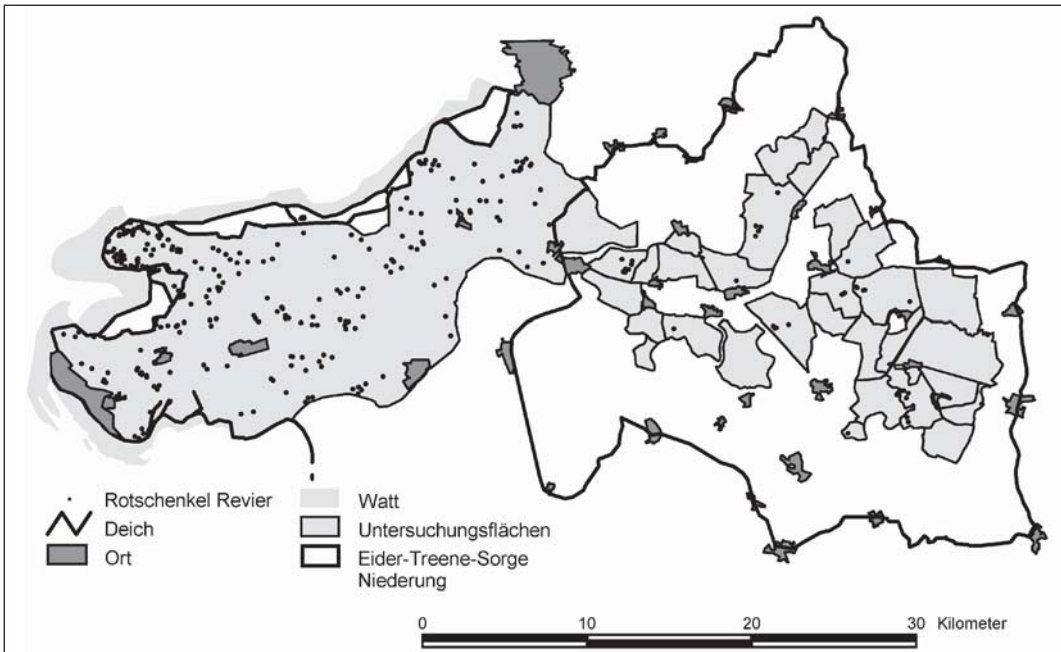 Rotschenkel Revier
Deich
Ort
Watt
Untersuchungsflächen
Eider-Treene-Sorge
Niederung
0 10 20 30 Kilometer